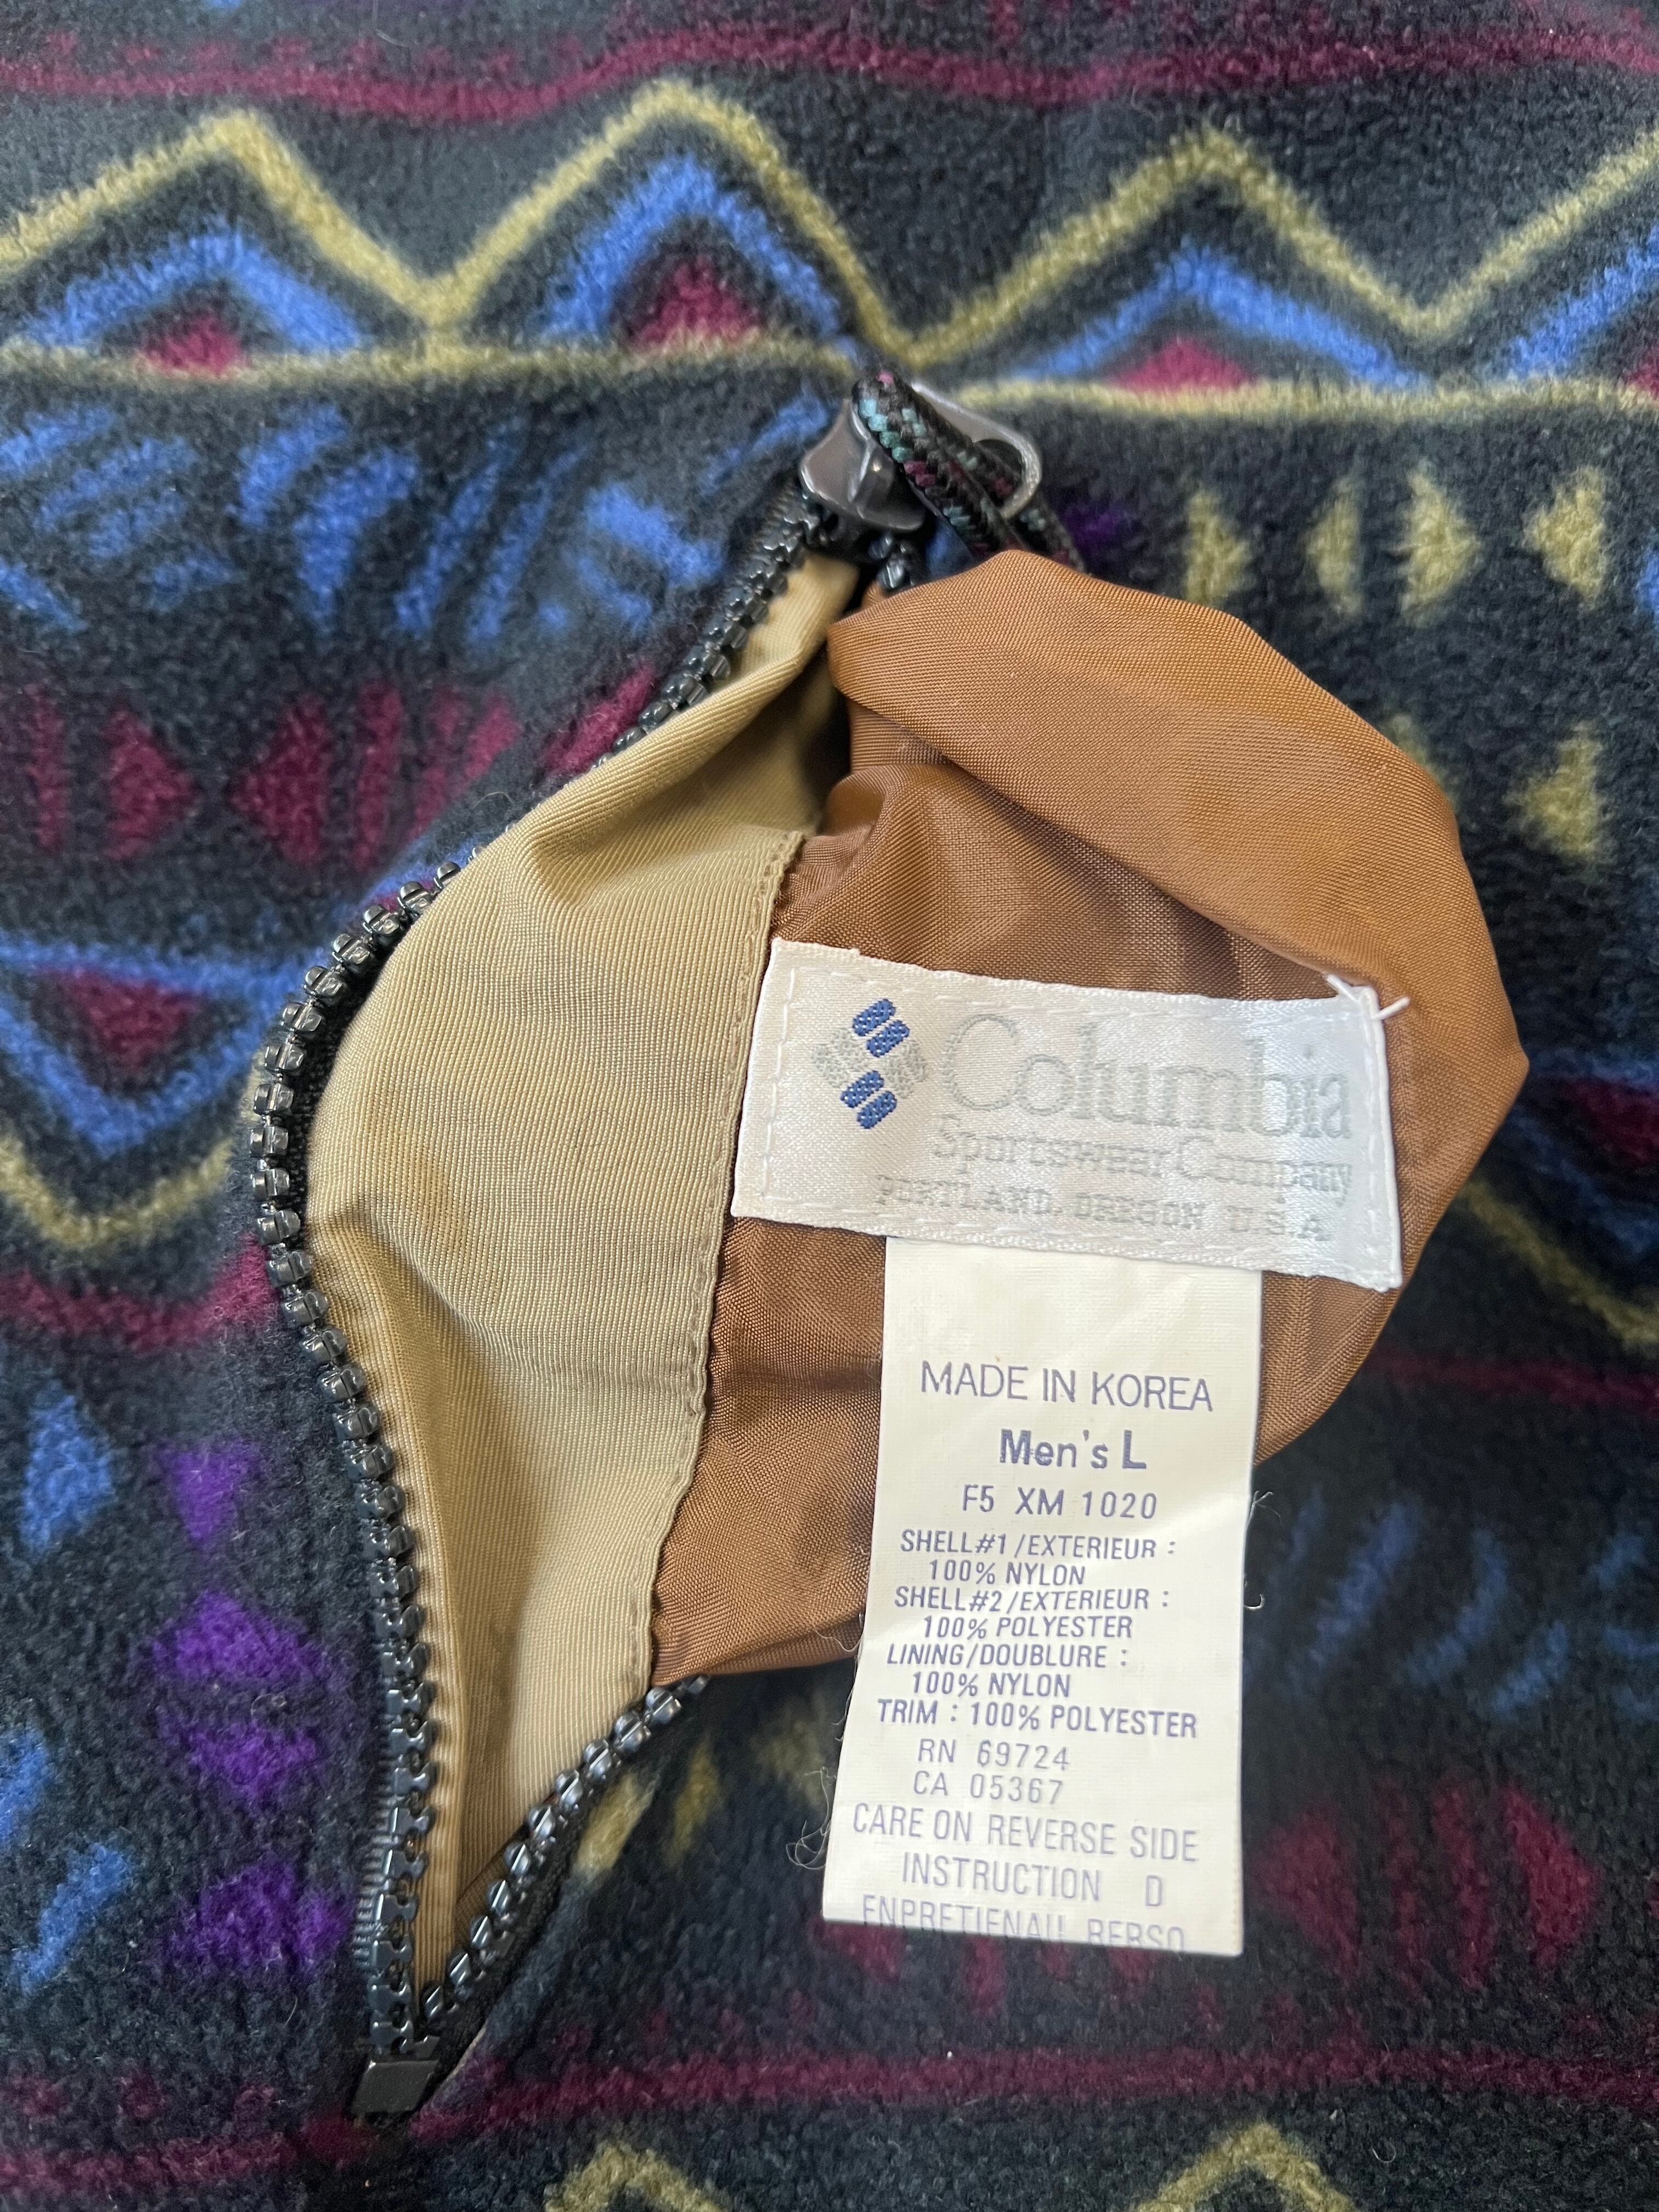 Columbia
Sportswear Company
PORTLAND, OREGON U.S.A
MADE IN KOREA
Men's L
F5 XM 1020
SHELL#1/EXTERIEUR :
100% NYLON
SHELL#2/EXTERIEUR :
100% POLYESTER
LINING/DOUBLURE :
100% NYLON
TRIM : 100% POLYESTER
RN 69724
CA 05367
CARE ON REVERSE SIDE
INSTRUCTION D